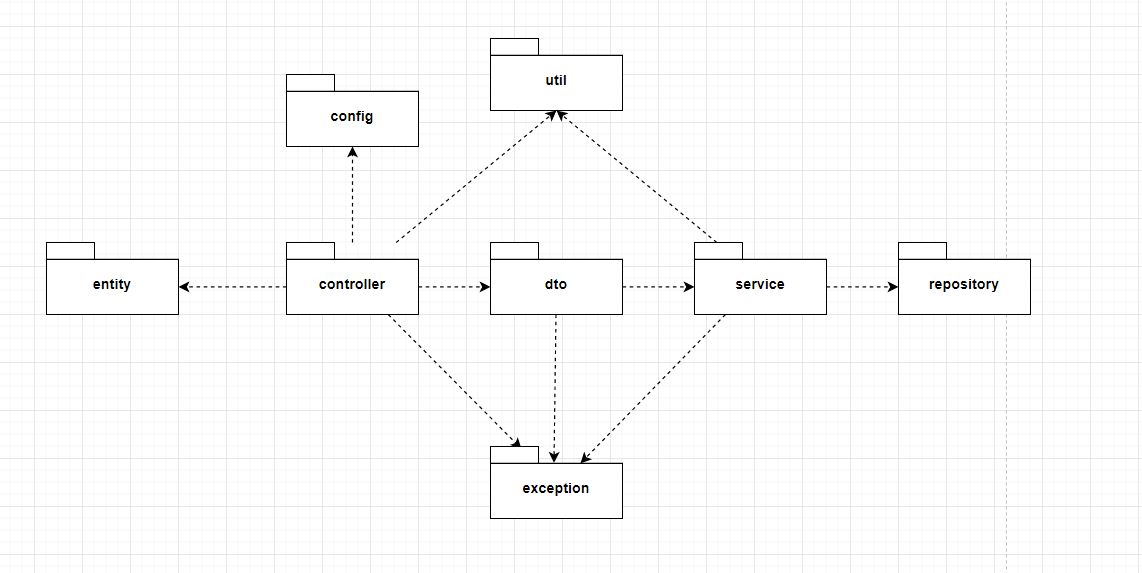 util
config
entity
controller
dto
service
repository
exception